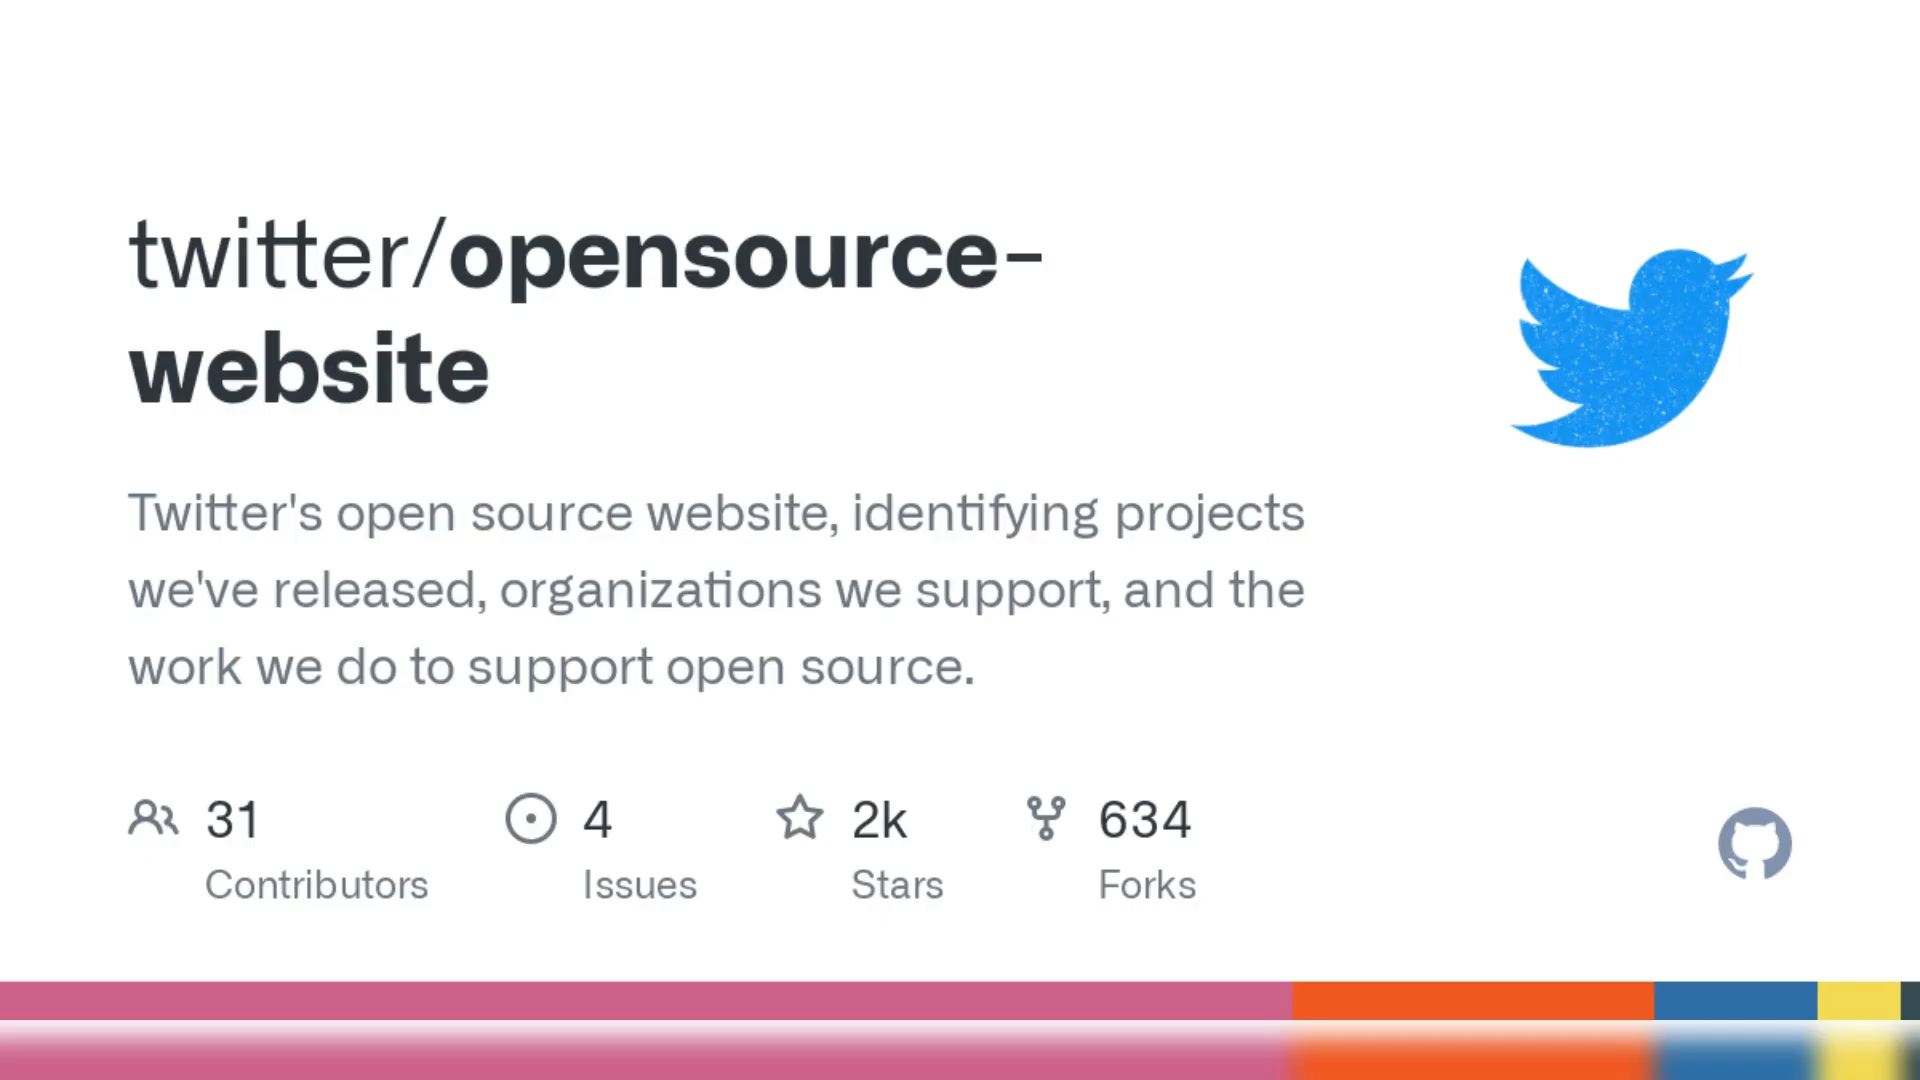 twitter/opensource-
website
Twitter's open source website, identifying projects
we've released, organizations we support, and the
work we do to support open source.
31 4 2k 634
Contributors Issues Stars Forks